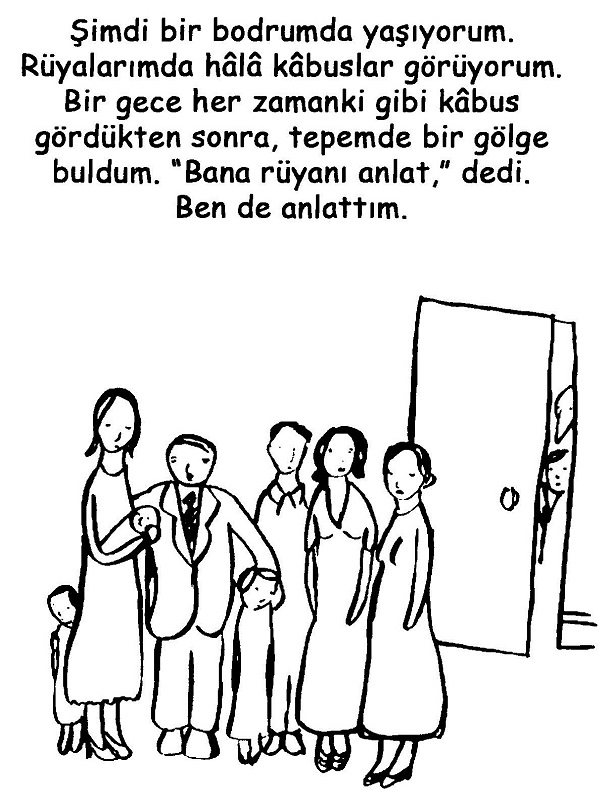 Şimdi bir bodrumda yaşıyorum.
Rüyalarımda hâlâ kâbuslar görüyorum.
Bir gece her zamanki gibi kâbus
gördükten sonra, tepemde bir gölge
buldum. “Bana rüyanı anlat,” dedi.
Ben de anlattım.